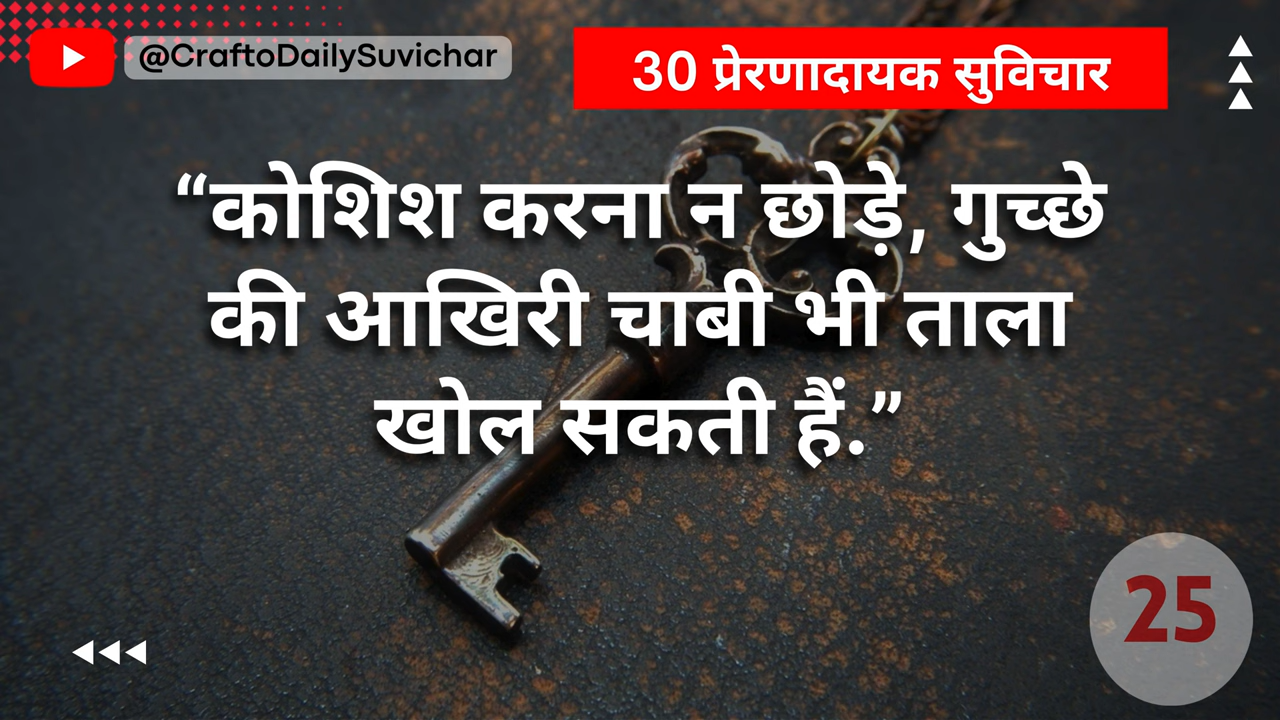 @CraftoDailySuvichar
30 प्रेरणादायक सुविचार
“कोशिश करना न छोड़े, गुच्छे
की आखिरी चाबी भी ताला
खोल सकती हैं.”
25